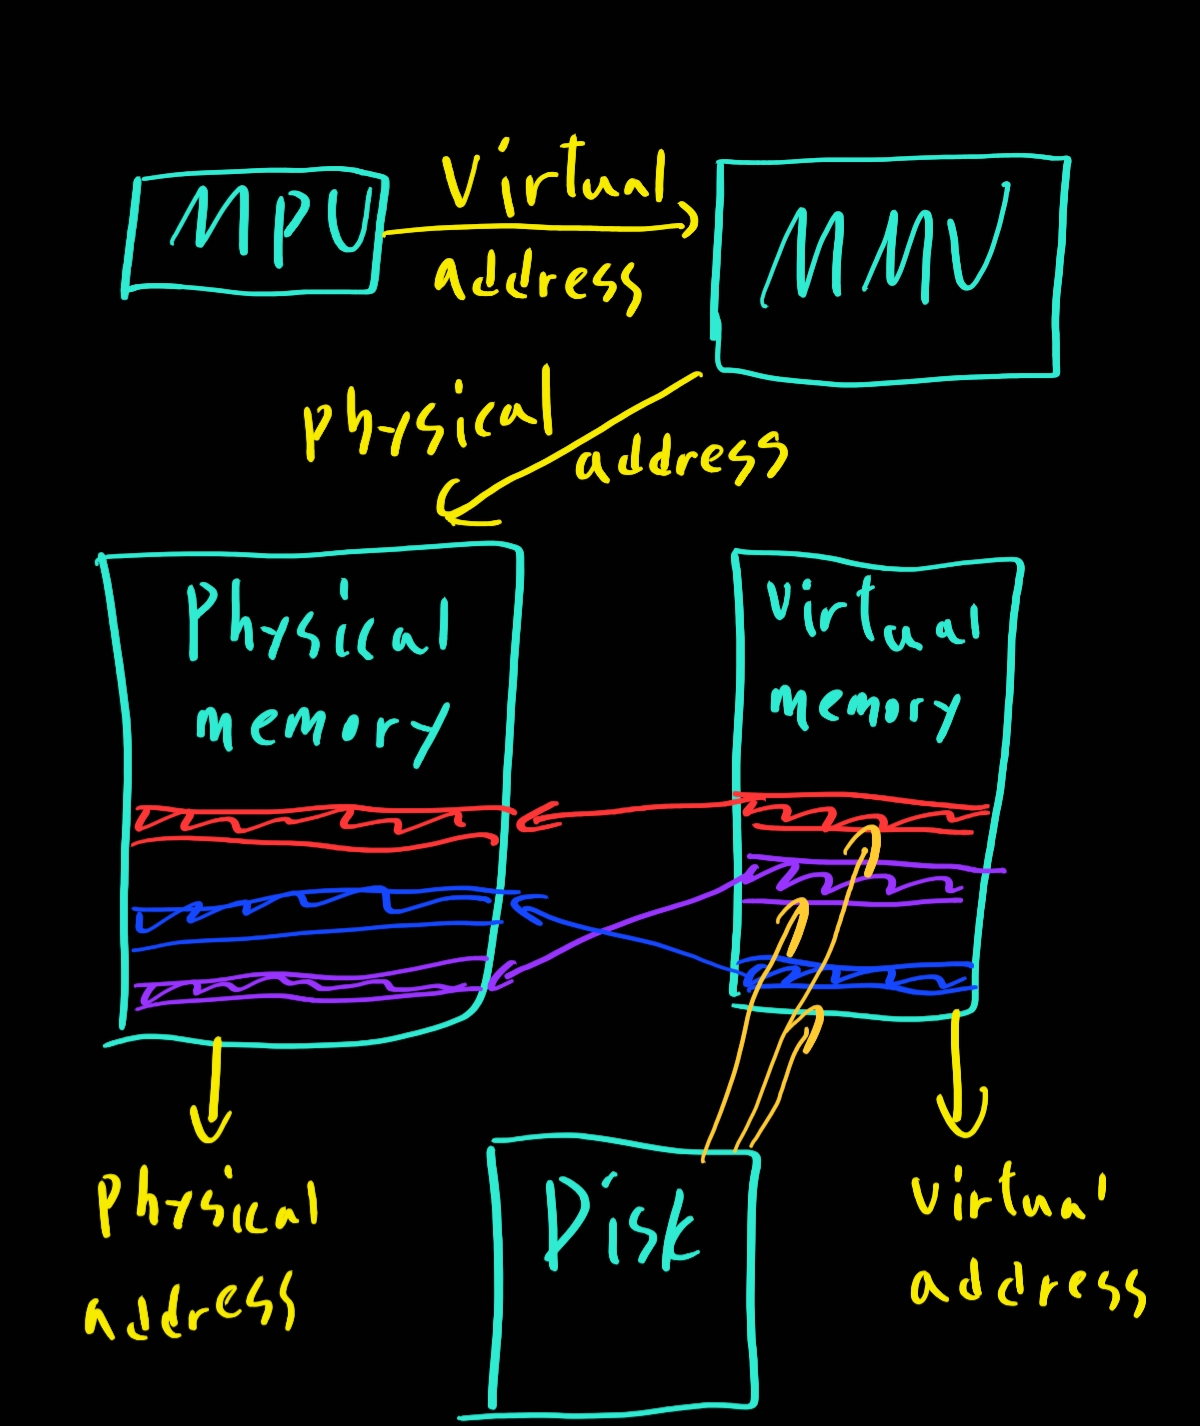 Virtual
MPU
MMU
address
physical
address
Physical
memory
virtual
memory
Physical
address
Disk
virtual
address